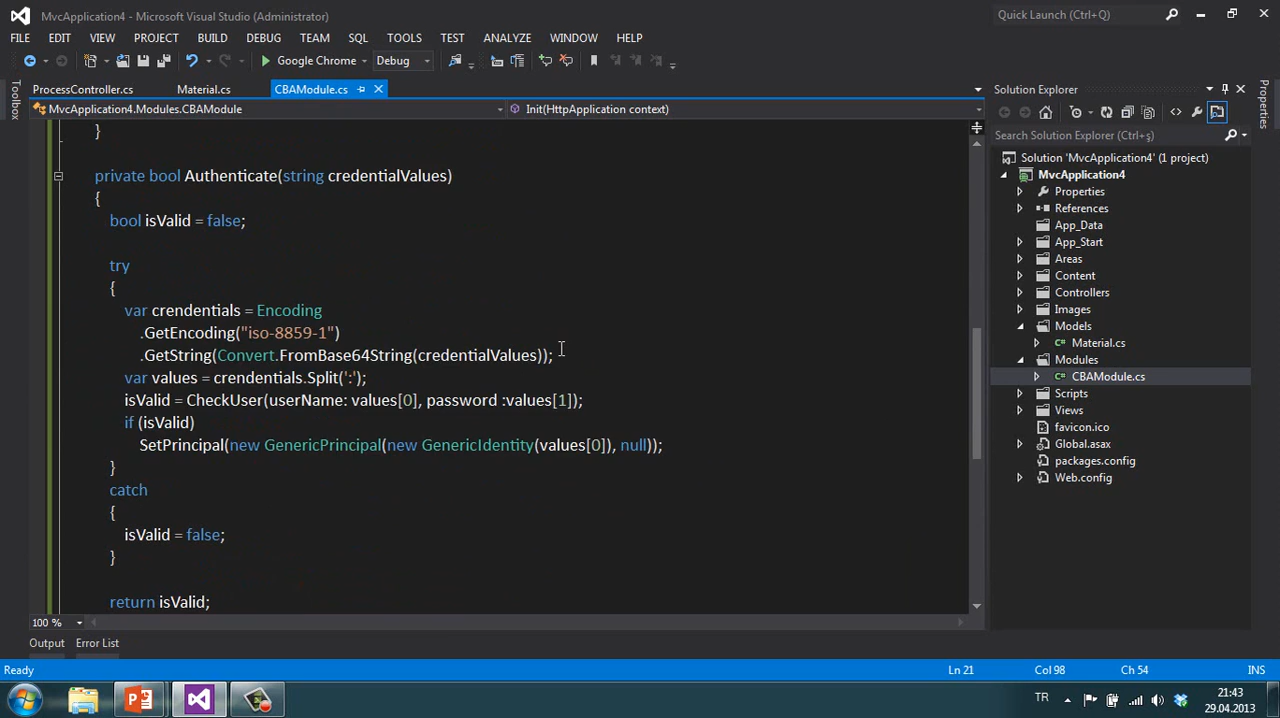 MvcApplication4 - Microsoft Visual Studio (Administrator)
Quick Launch (Ctrl+Q)
FILE EDIT VIEW PROJECT BUILD DEBUG TEAM SQL TOOLS TEST ANALYZE WINDOW HELP
Google Chrome Debug
Toolbox
ProcessController.cs Material.cs CBAModule.cs
MvcApplication4.Modules.CBAModule Init(HttpApplication context)
}
private bool Authenticate(string credentialValues)
{
bool isValid = false;
try
{
var crendentials = Encoding
.GetEncoding("iso-8859-1")
.GetString(Convert.FromBase64String(credentialValues));
var values = crendentials.Split(':');
isValid = CheckUser(userName: values[0], password :values[1]);
if (isValid)
SetPrincipal(new GenericPrincipal(new GenericIdentity(values[0]), null));
}
catch
{
isValid = false;
}
return isValid;
100 %
Solution Explorer
Search Solution Explorer (Ctrl+ş)
Solution 'MvcApplication4' (1 project)
MvcApplication4
Properties
References
App_Data
App_Start
Areas
Content
Controllers
Images
Models
Material.cs
Modules
CBAModule.cs
Scripts
Views
favicon.ico
Global.asax
packages.config
Web.config
Properties
Output Error List
Ready Ln 21 Col 98 Ch 54 INS
TR 21:43
29.04.2013